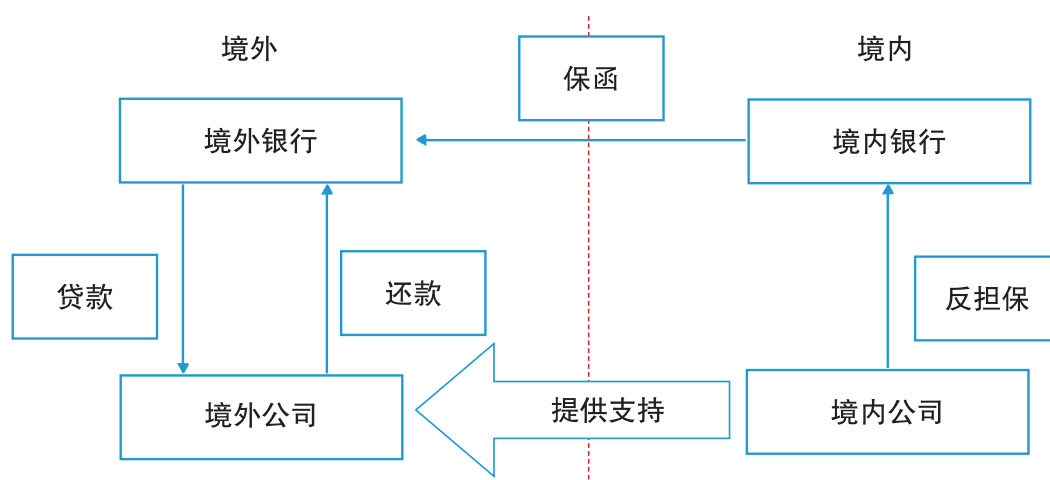 境外
境内
保函
境外银行
境内银行
贷款
还款
反担保
境外公司
提供支持
境内公司